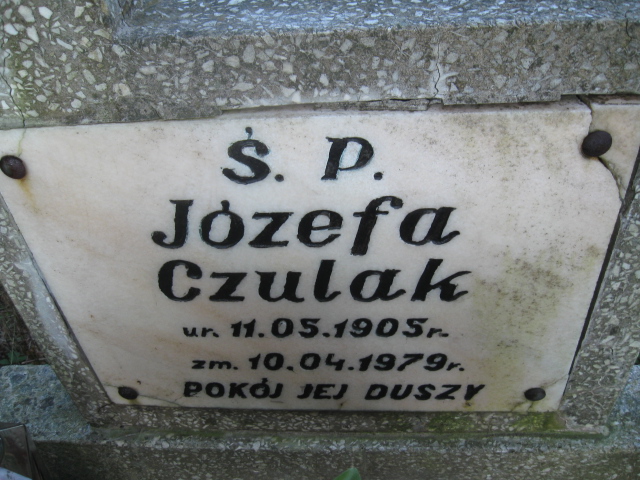 Ś. P.
Józefa
Czulak
ur. 11.05.1905r.
zm. 10.04.1979r.
POKÓJ JEJ DUSZY